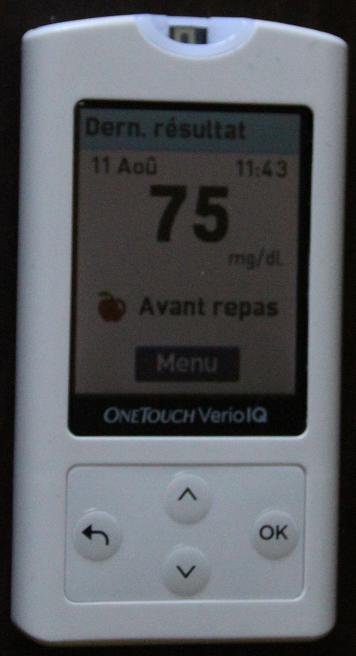 Dern. résultat
11 Aoû 11:43
75
mg/dL
Avant repas
Menu
ONETOUCH VerioIQ
OK